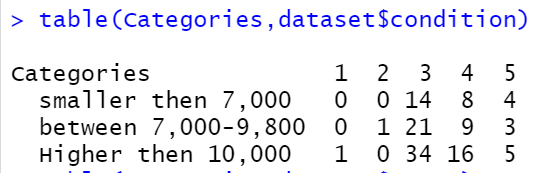 > table(Categories,dataset$condition)
Categories 1 2 3 4 5
smaller then 7,000 0 0 14 8 4
between 7,000-9,800 0 1 21 9 3
Higher then 10,000 1 0 34 16 5